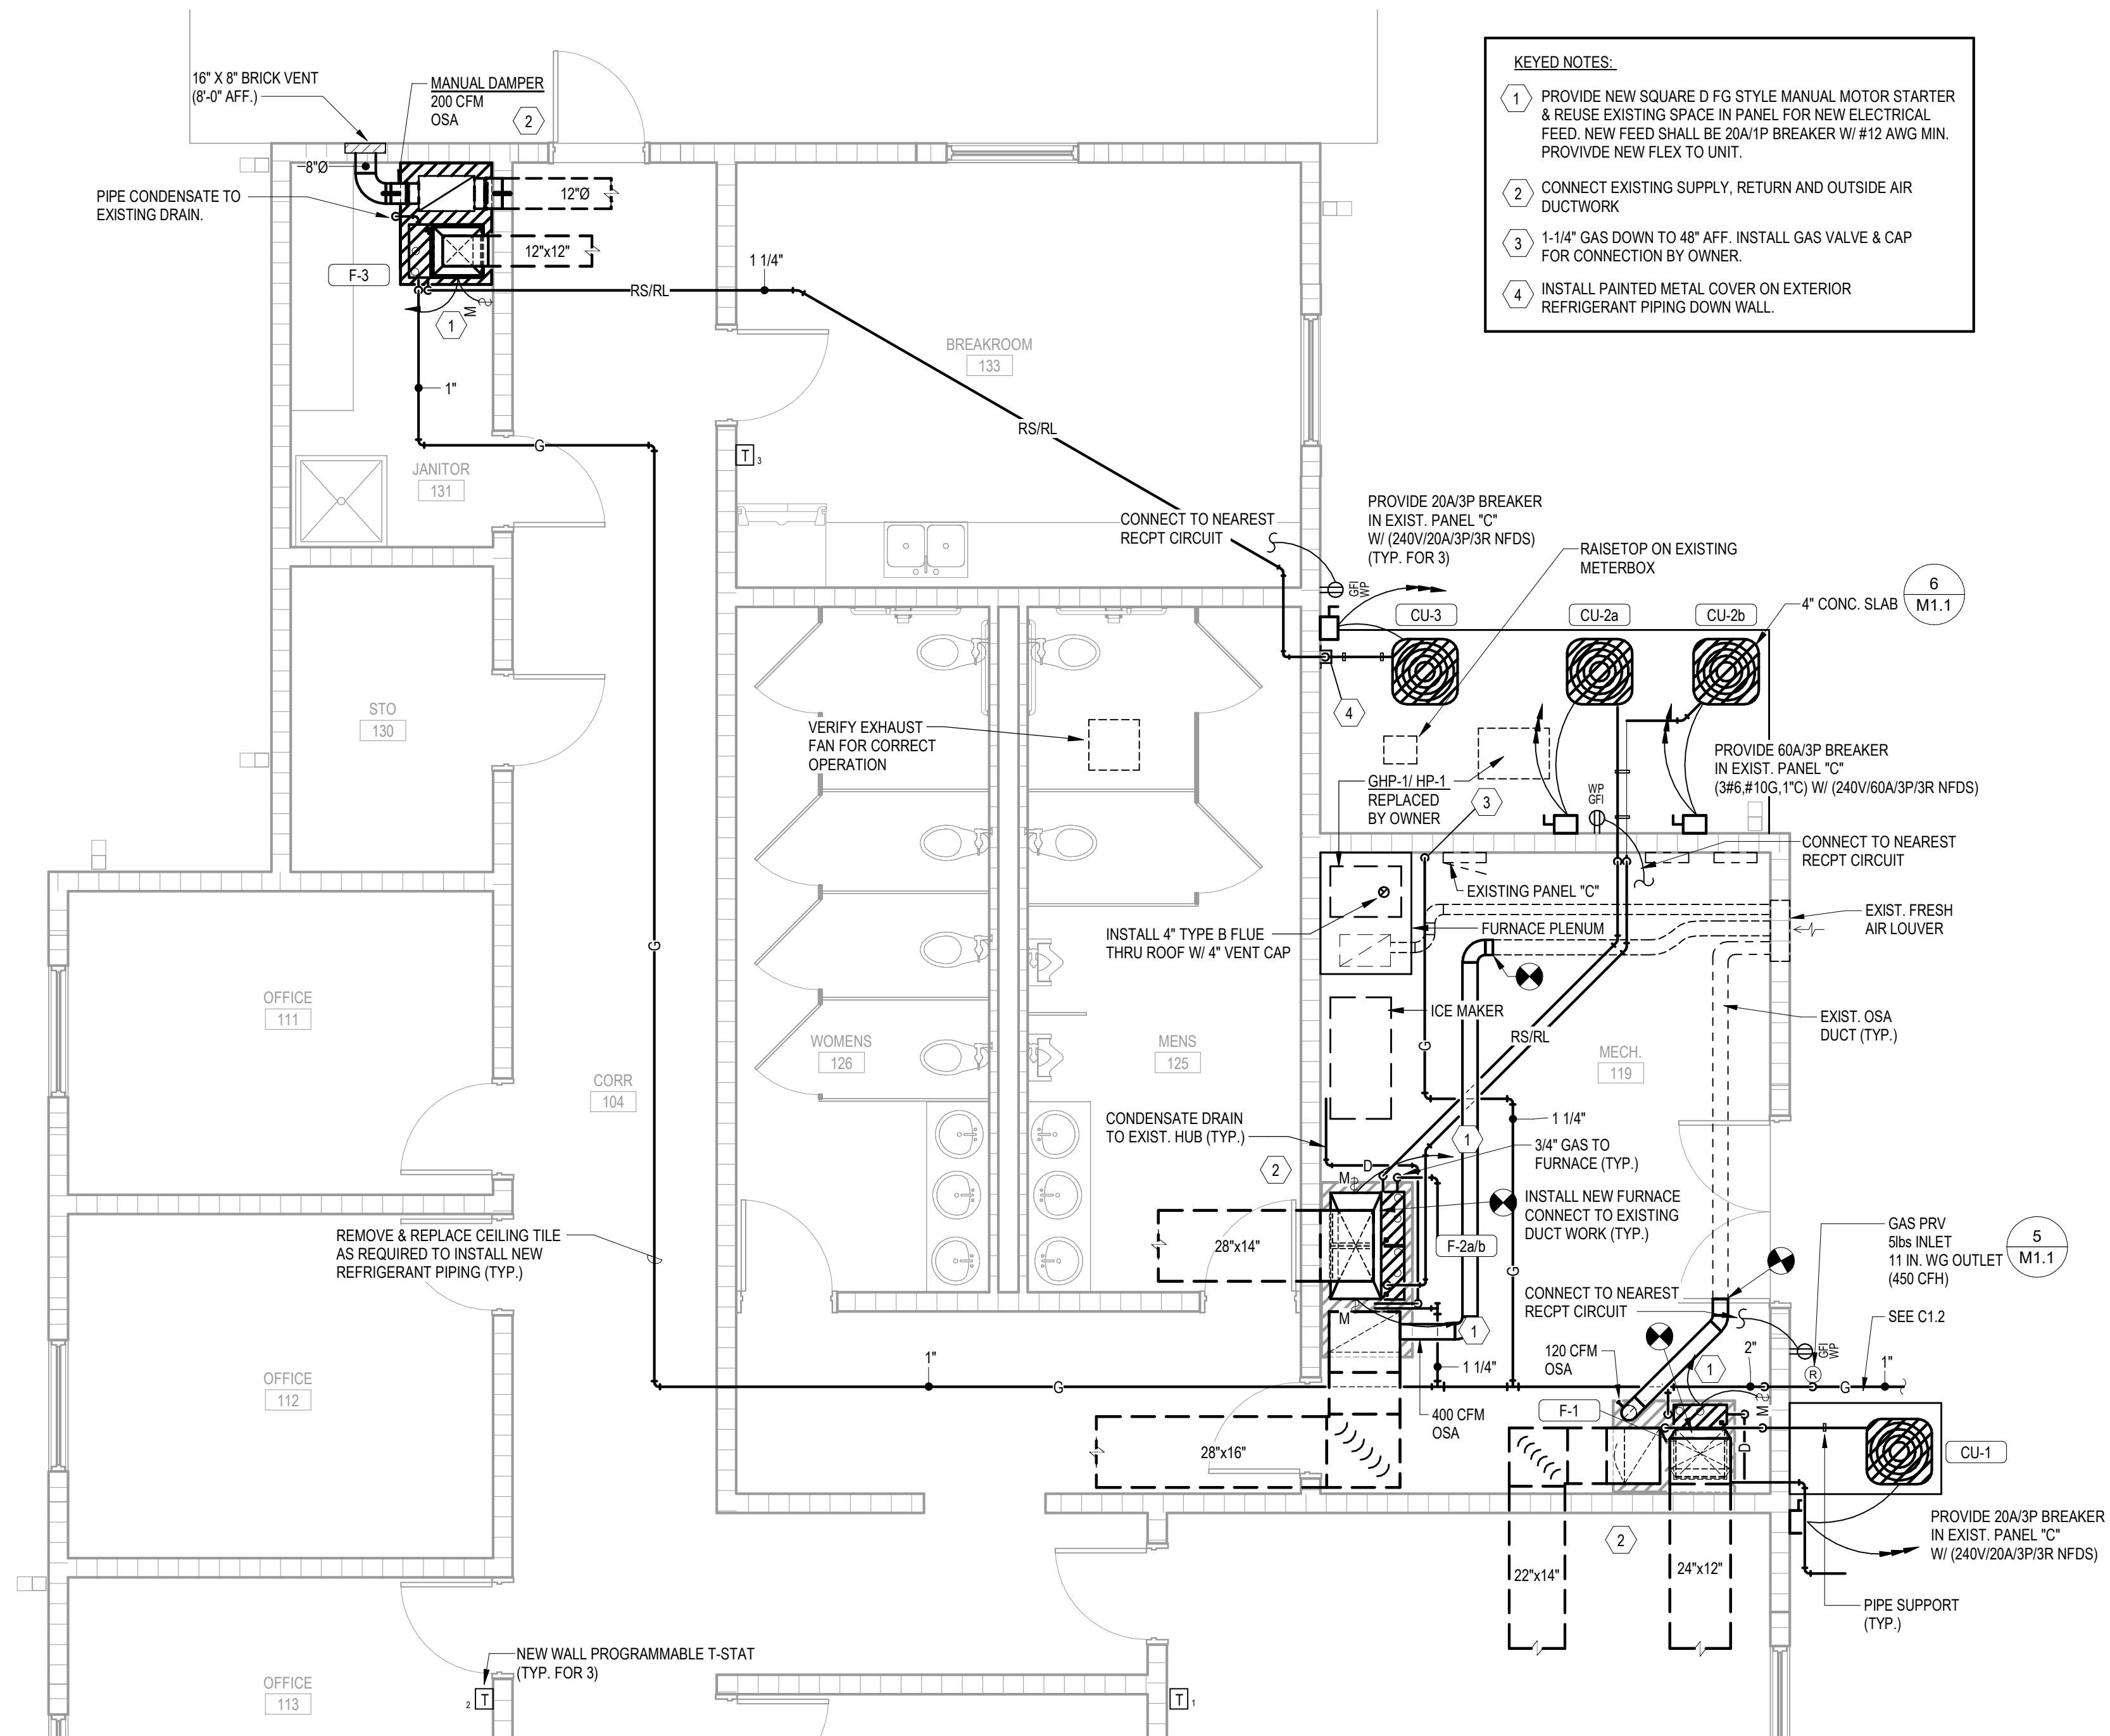 KEYED NOTES:
1 PROVIDE NEW SQUARE D FG STYLE MANUAL MOTOR STARTER
& REUSE EXISTING SPACE IN PANEL FOR NEW ELECTRICAL
FEED. NEW FEED SHALL BE 20A/1P BREAKER W/ #12 AWG MIN.
PROVIVDE NEW FLEX TO UNIT.
2 CONNECT EXISTING SUPPLY, RETURN AND OUTSIDE AIR
DUCTWORK
3 1-1/4" GAS DOWN TO 48" AFF. INSTALL GAS VALVE & CAP
FOR CONNECTION BY OWNER.
4 INSTALL PAINTED METAL COVER ON EXTERIOR
REFRIGERANT PIPING DOWN WALL.
16" X 8" BRICK VENT
(8'-0" AFF.)
MANUAL DAMPER
200 CFM
OSA
2
8"Ø
12"Ø
PIPE CONDENSATE TO
EXISTING DRAIN.
12"x12"
F-3
M
1
RS/RL
1 1/4"
1"
G
BREAKROOM
133
RS/RL
JANITOR
131
T 3
CONNECT TO NEAREST
RECPT CIRCUIT
PROVIDE 20A/3P BREAKER
IN EXIST. PANEL "C"
W/ (240V/20A/3P/3R NFDS)
(TYP. FOR 3)
RAISETOP ON EXISTING
METERBOX
GFI
WP
CU-3
CU-2a
CU-2b
4" CONC. SLAB
6
M1.1
4
STO
130
VERIFY EXHAUST
FAN FOR CORRECT
OPERATION
GHP-1/ HP-1
REPLACED
BY OWNER
3
WP
GFI
PROVIDE 60A/3P BREAKER
IN EXIST. PANEL "C"
(3#6,#10G,1"C) W/ (240V/60A/3P/3R NFDS)
CONNECT TO NEAREST
RECPT CIRCUIT
EXISTING PANEL "C"
EXIST. FRESH
AIR LOUVER
FURNACE PLENUM
INSTALL 4" TYPE B FLUE
THRU ROOF W/ 4" VENT CAP
G
OFFICE
111
ICE MAKER
EXIST. OSA
DUCT (TYP.)
RS/RL
G
WOMENS
126
MENS
125
MECH.
119
CORR
104
CONDENSATE DRAIN
TO EXIST. HUB (TYP.)
1 1/4"
1
3/4" GAS TO
FURNACE (TYP.)
2
D
M
INSTALL NEW FURNACE
CONNECT TO EXISTING
DUCT WORK (TYP.)
REMOVE & REPLACE CEILING TILE
AS REQUIRED TO INSTALL NEW
REFRIGERANT PIPING (TYP.)
28"x14"
F-2a/b
G
GAS PRV
5lbs INLET
11 IN. WG OUTLET
(450 CFH)
5
M1.1
CONNECT TO NEAREST
RECPT CIRCUIT
SEE C1.2
M
1
120 CFM
OSA
GFI
WP
OFFICE
112
1"
G
1 1/4"
1
2"
R
G
1"
400 CFM
OSA
F-1
M
28"x16"
D
CU-1
2
22"x14"
24"x12"
PROVIDE 20A/3P BREAKER
IN EXIST. PANEL "C"
W/ (240V/20A/3P/3R NFDS)
PIPE SUPPORT
(TYP.)
NEW WALL PROGRAMMABLE T-STAT
(TYP. FOR 3)
OFFICE
113
2 T
T 1